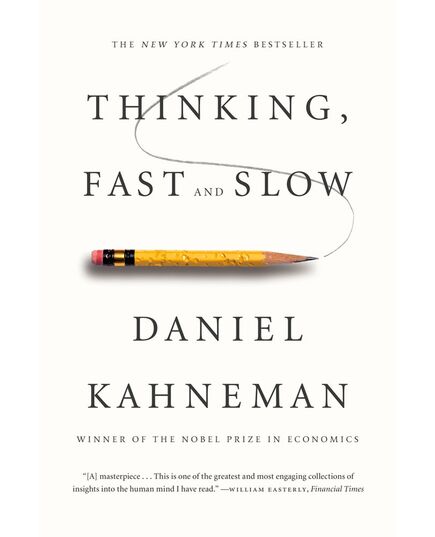 THE NEW YORK TIMES BESTSELLER
THINKING,
FAST AND SLOW
DANIEL
KAHNEMAN
WINNER OF THE NOBEL PRIZE IN ECONOMICS
“[A] masterpiece . . . This is one of the greatest and most engaging collections of
insights into the human mind I have read.” —WILLIAM EASTERLY, Financial Times